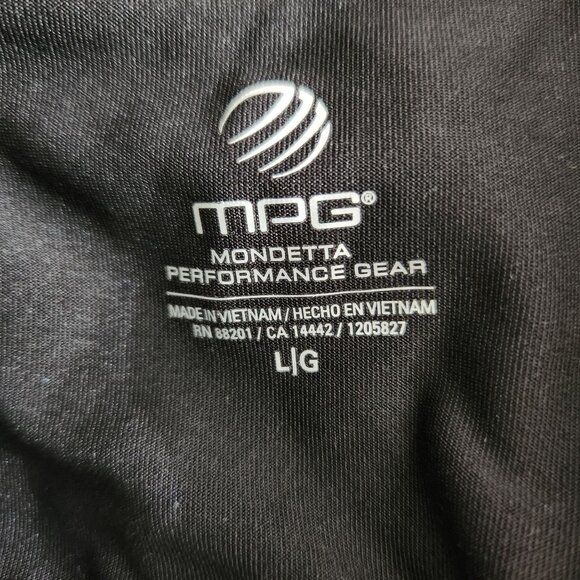 MPG®
MONDETTA
PERFORMANCE GEAR
MADE IN VIETNAM / HECHO EN VIETNAM
RN 88201 / CA 14442 / 1205827
L|G